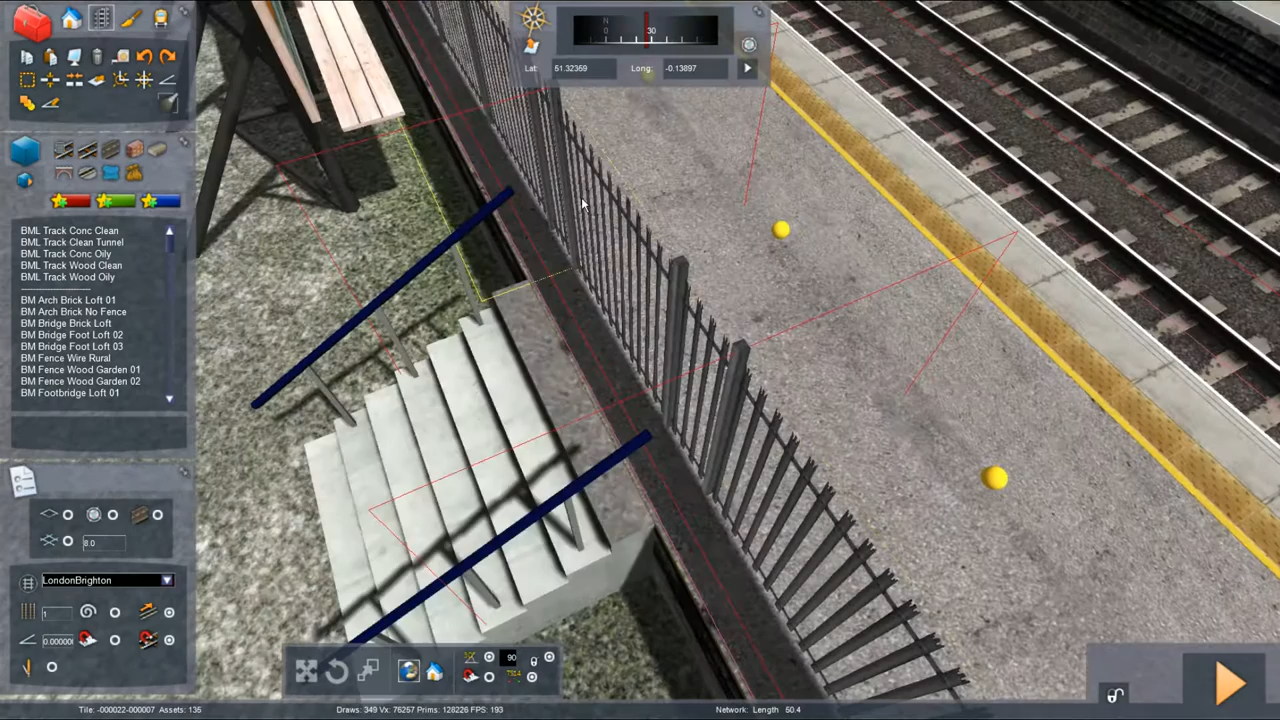 N
0
30
Lat: 51.32359 Long: -0.13897
BML Track Conc Clean
BML Track Clean Tunnel
BML Track Conc Oily
BML Track Wood Clean
BML Track Wood Oily
BM Arch Brick Loft 01
BM Arch Brick No Fence
BM Bridge Brick Loft
BM Bridge Foot Loft 02
BM Bridge Foot Loft 03
BM Fence Wire Rural
BM Fence Wood Garden 01
BM Fence Wood Garden 02
BM Footbridge Loft 01
8.0
LondonBrighton
1
0.00000
90
Tile: -000022-000007 Assets: 135
Draws: 349 Vx: 76257 Prims: 128226 FPS: 193
Network: Length 50.4